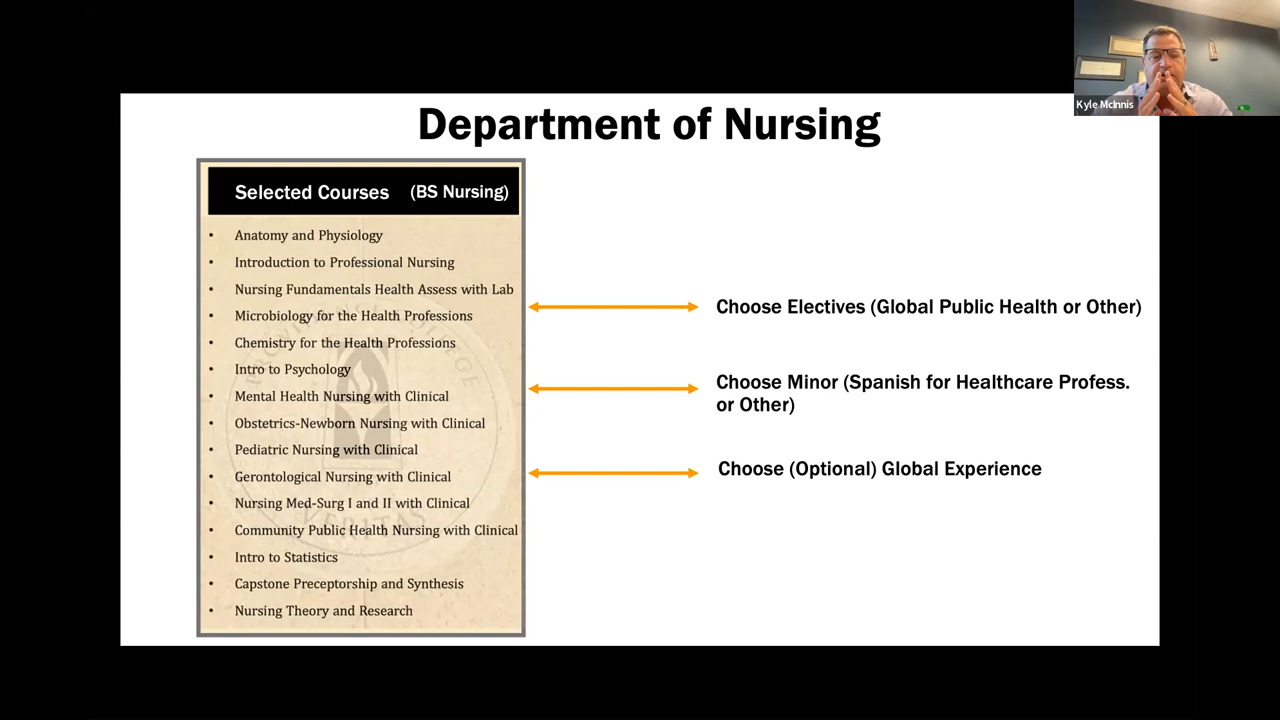 Kyle McInnis
Department of Nursing
Selected Courses (BS Nursing)
• Anatomy and Physiology
• Introduction to Professional Nursing
• Nursing Fundamentals Health Assess with Lab
• Microbiology for the Health Professions
• Chemistry for the Health Professions
• Intro to Psychology
• Mental Health Nursing with Clinical
• Obstetrics-Newborn Nursing with Clinical
• Pediatric Nursing with Clinical
• Gerontological Nursing with Clinical
• Nursing Med-Surg I and II with Clinical
• Community Public Health Nursing with Clinical
• Intro to Statistics
• Capstone Preceptorship and Synthesis
• Nursing Theory and Research
Choose Electives (Global Public Health or Other)
Choose Minor (Spanish for Healthcare Profess.
or Other)
Choose (Optional) Global Experience
VERITAS